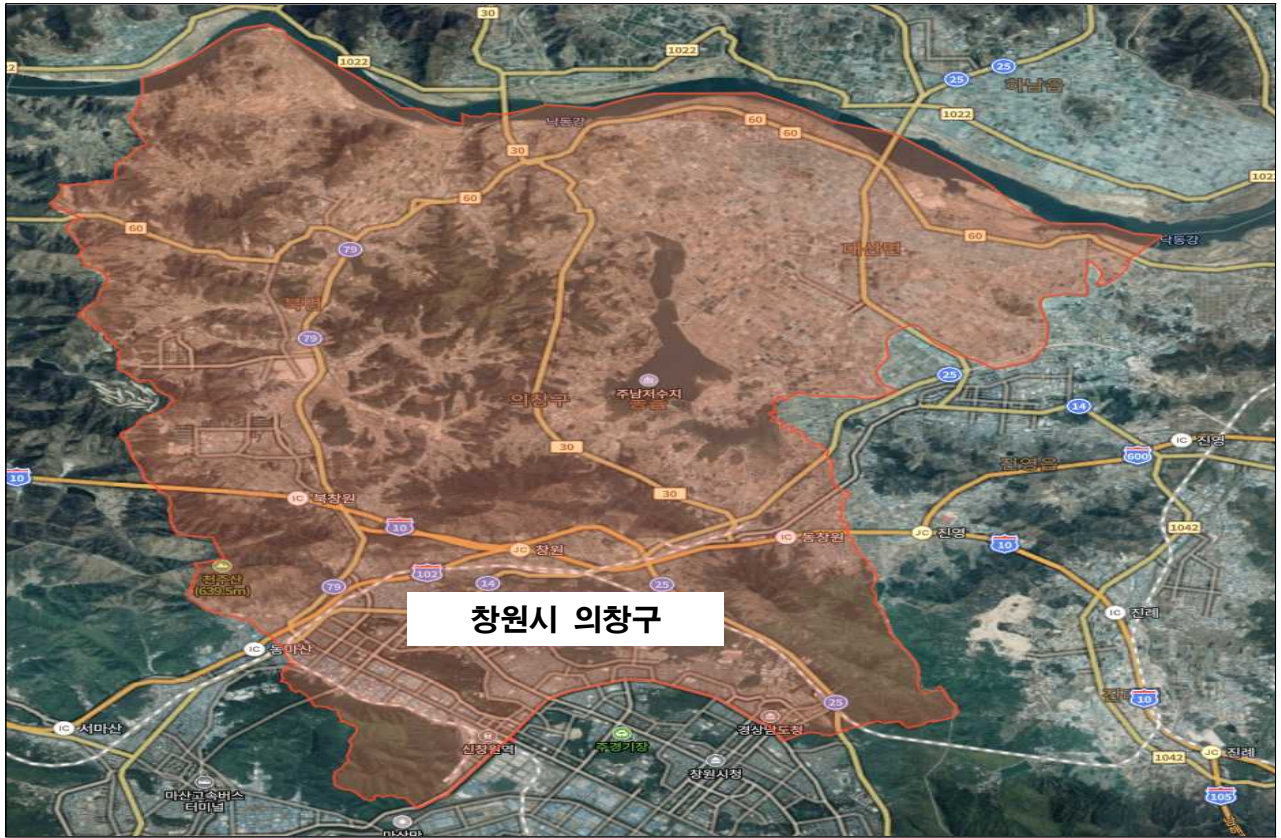 30
1022
1022
25
25
하남읍
1022
60
30
60
낙동강
1022
60
60
79
60
낙동강
대산면
북면
79
25
주남저수지
의창구
14
30
진영
600
진영읍
10
북창원
30
10
1042
동창원
진영
10
창원
102
79
14
25
천주산
(639.5m)
진례
창원시 의창구
동마산
25
10
서마산
신창원역
주경기장
경상남도청
1042
진례
창원시청
마산고속버스
터미널
105
마산만